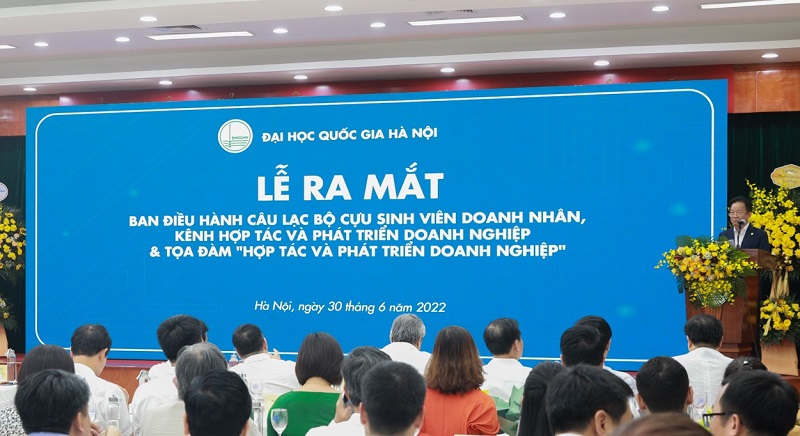 ĐẠI HỌC QUỐC GIA HÀ NỘI
LỄ RA MẮT
BAN ĐIỀU HÀNH CÂU LẠC BỘ CỰU SINH VIÊN DOANH NHÂN,
KÊNH HỢP TÁC VÀ PHÁT TRIỂN DOANH NGHIỆP
& TỌA ĐÀM "HỢP TÁC VÀ PHÁT TRIỂN DOANH NGHIỆP"
Hà Nội, ngày 30 tháng 6 năm 2022